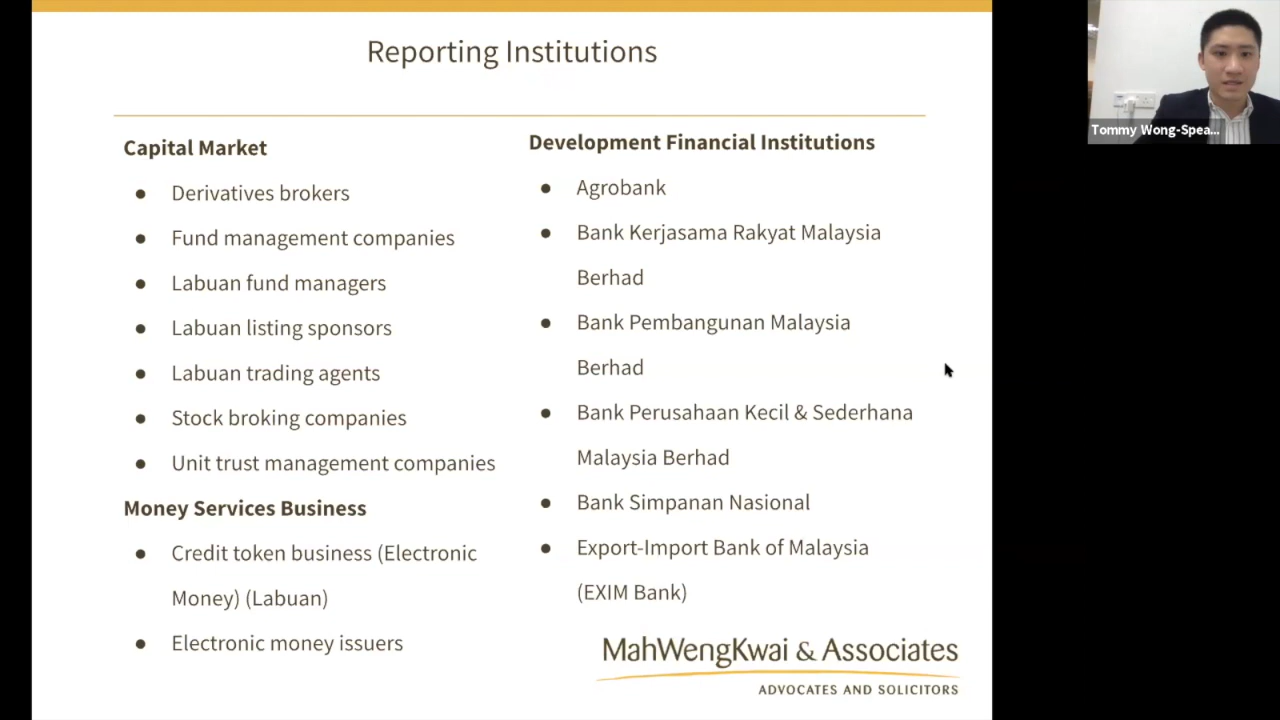 Reporting Institutions
Capital Market
● Derivatives brokers
● Fund management companies
● Labuan fund managers
● Labuan listing sponsors
● Labuan trading agents
● Stock broking companies
● Unit trust management companies
Money Services Business
● Credit token business (Electronic
Money) (Labuan)
● Electronic money issuers
Development Financial Institutions
● Agrobank
● Bank Kerjasama Rakyat Malaysia
Berhad
● Bank Pembangunan Malaysia
Berhad
● Bank Perusahaan Kecil & Sederhana
Malaysia Berhad
● Bank Simpanan Nasional
● Export-Import Bank of Malaysia
(EXIM Bank)
MahWengKwai & Associates
ADVOCATES AND SOLICITORS
Tommy Wong-Spea...